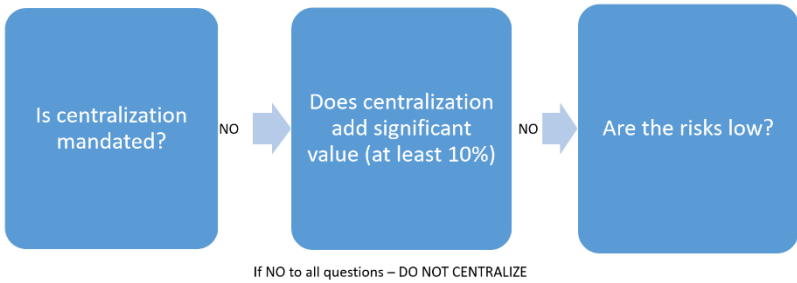 Is centralization
mandated?
NO
Does centralization
add significant
value (at least 10%)
NO
Are the risks low?
If NO to all questions – DO NOT CENTRALIZE